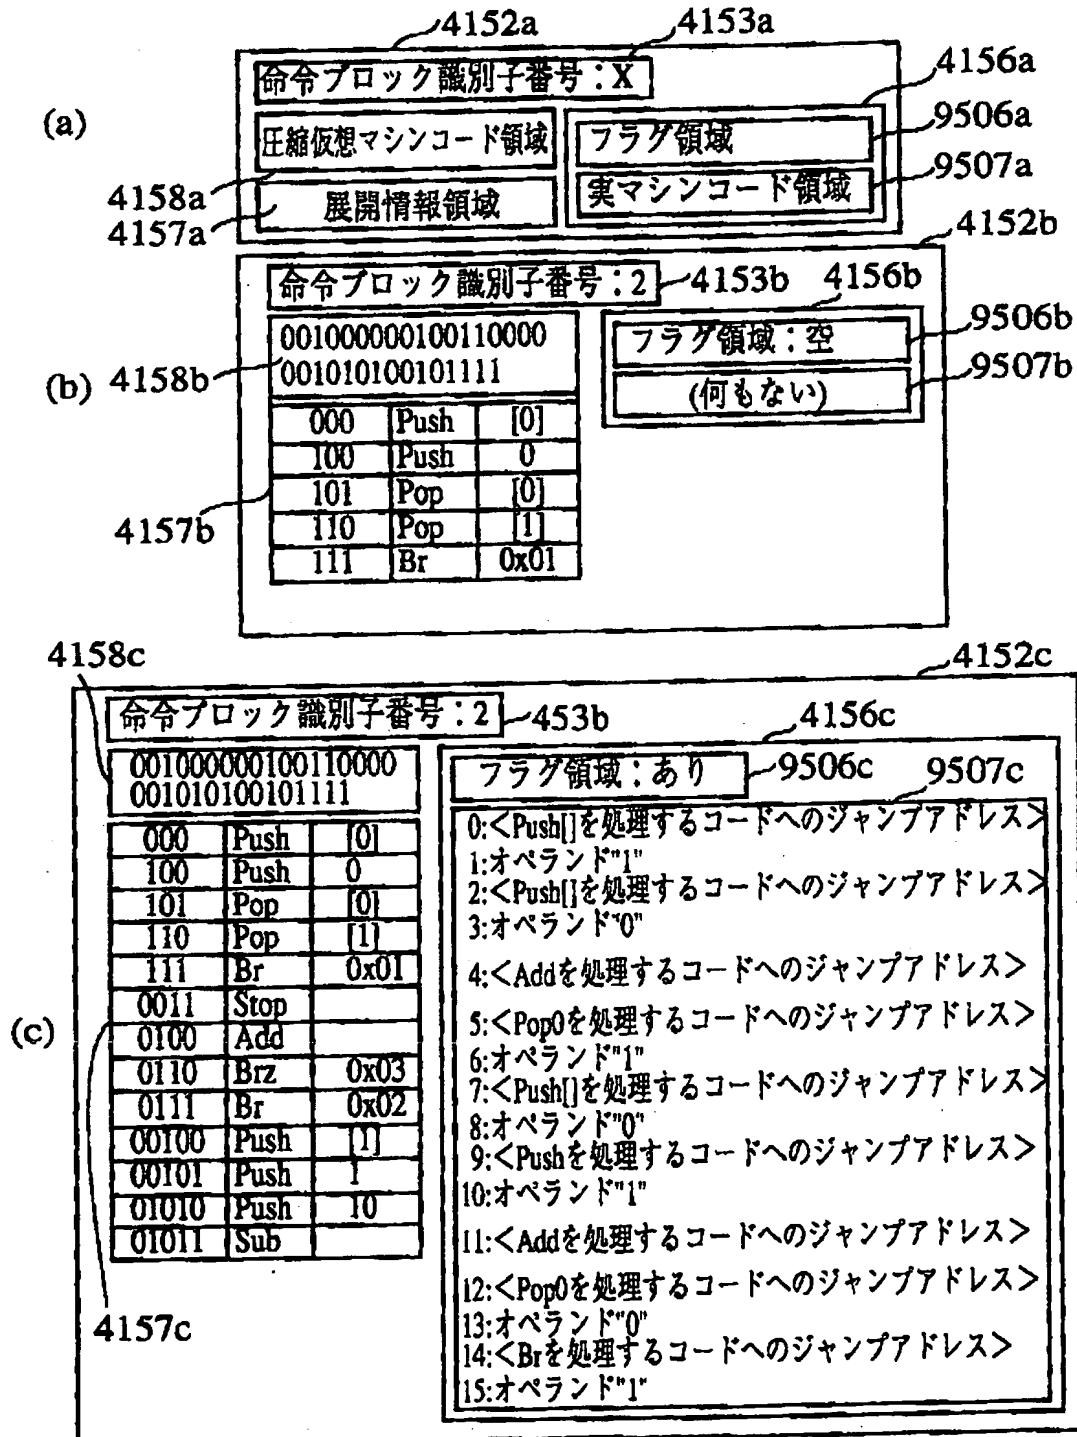 4152a
4153a
命令ブロック識別子番号:X
4156a
(a)
圧縮仮想マシンコード領域
フラグ領域
9506a
4158a
展開情報領域
実マシンコード領域
9507a
4157a
4152b
命令ブロック識別子番号:2
4153b
4156b
(b)
4158b
001000000100110000
001010100101111
フラグ領域:空
9506b
(何もない)
9507b
000 Push [0]
100 Push 0
101 Pop [0]
110 Pop [1]
111 Br 0x01
4157b
4158c
4152c
命令ブロック識別子番号:2
453b
4156c
001000000100110000
001010100101111
フラグ領域:あり
9506c
9507c
(c)
000 Push [0]
100 Push 0
101 Pop [0]
110 Pop [1]
111 Br 0x01
0011 Stop
0100 Add
0110 Brz 0x03
0111 Br 0x02
00100 Push [1]
00101 Push 1
01010 Push 10
01011 Sub
4157c
0:<Push[]を処理するコードへのジャンプアドレス>
1:オペランド"1"
2:<Push[]を処理するコードへのジャンプアドレス>
3:オペランド"0"
4:<Addを処理するコードへのジャンプアドレス>
5:<Pop0を処理するコードへのジャンプアドレス>
6:オペランド"1"
7:<Push[]を処理するコードへのジャンプアドレス>
8:オペランド"0"
9:<Pushを処理するコードへのジャンプアドレス>
10:オペランド"1"
11:<Addを処理するコードへのジャンプアドレス>
12:<Pop0を処理するコードへのジャンプアドレス>
13:オペランド"0"
14:<Brを処理するコードへのジャンプアドレス>
15:オペランド"1"